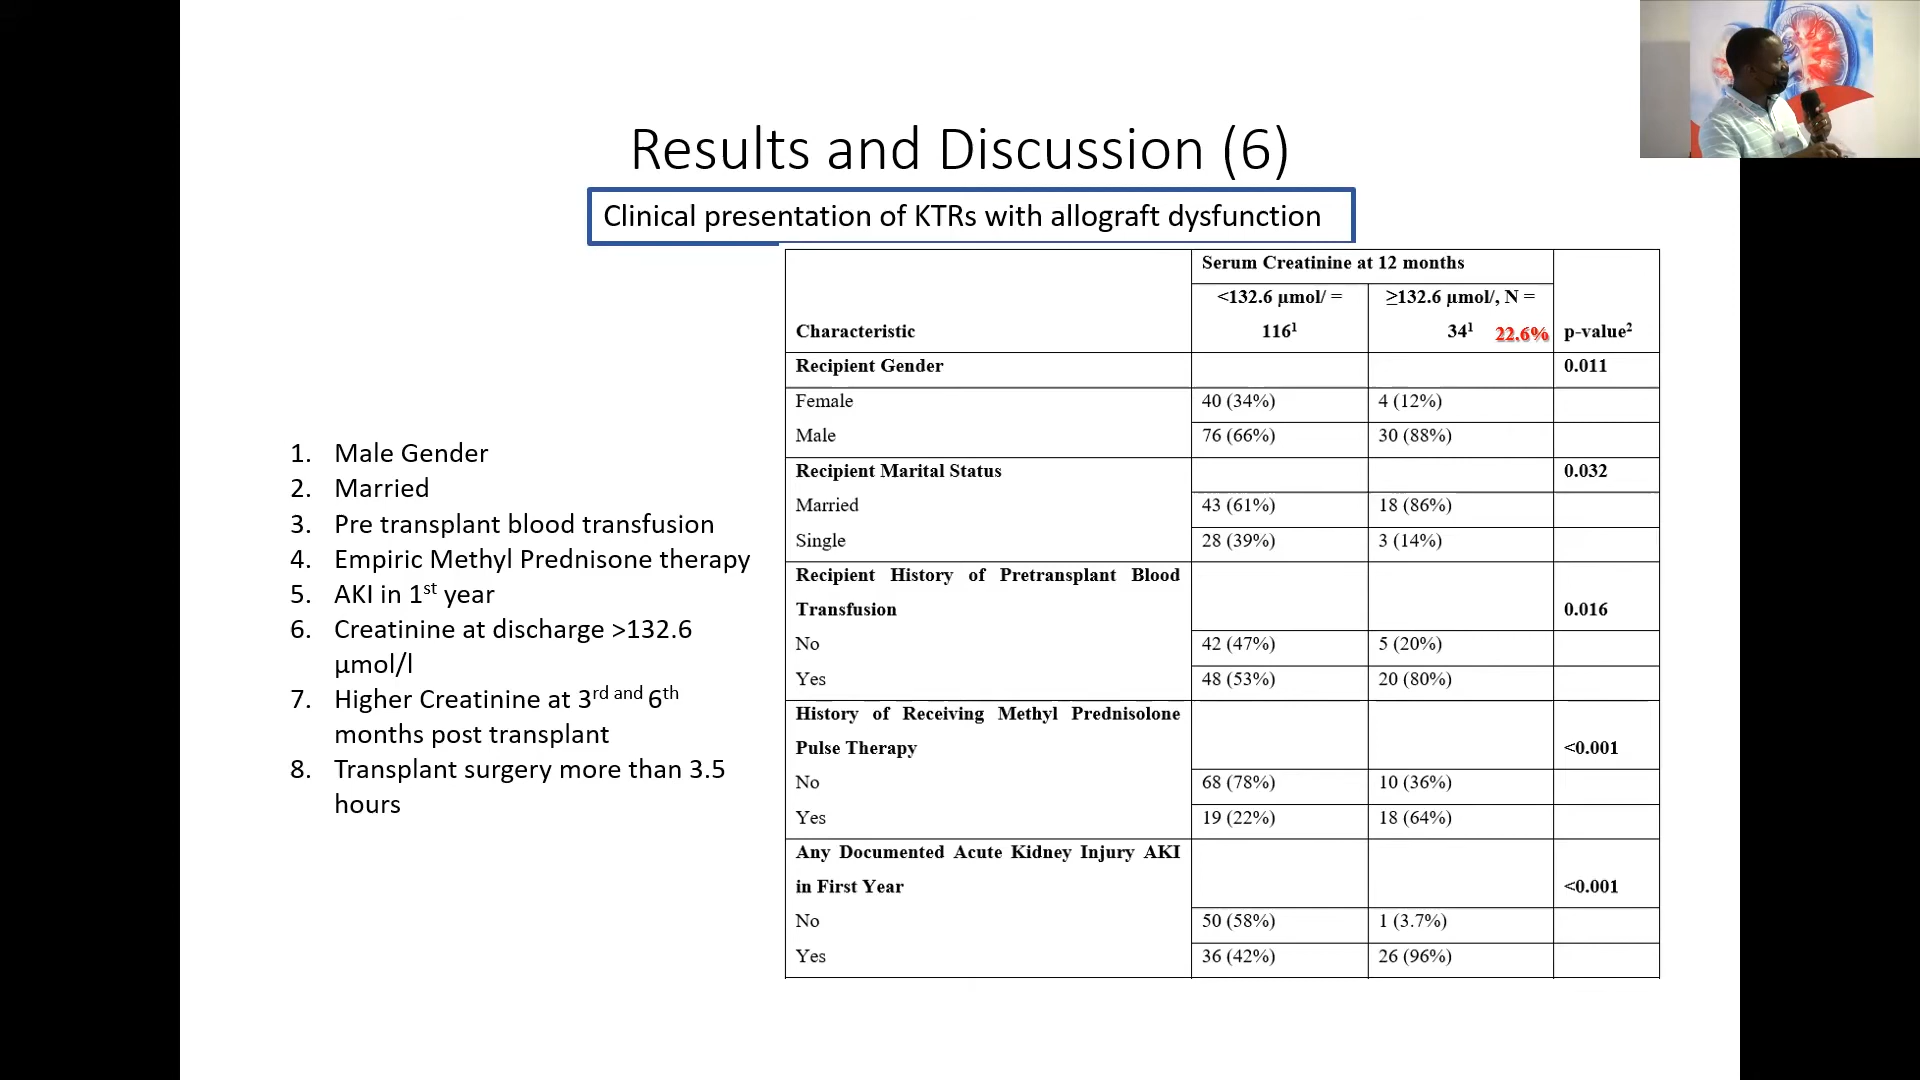 Results and Discussion (6)
Clinical presentation of KTRs with allograft dysfunction
1. Male Gender
2. Married
3. Pre transplant blood transfusion
4. Empiric Methyl Prednisone therapy
5. AKI in 1st year
6. Creatinine at discharge >132.6
µmol/l
7. Higher Creatinine at 3rd and 6th
months post transplant
8. Transplant surgery more than 3.5
hours
Serum Creatinine at 12 months
<132.6 µmol/ = ≥132.6 µmol/, N =
Characteristic 116¹ 34¹ 22.6% p-value²
Recipient Gender 0.011
Female 40 (34%) 4 (12%)
Male 76 (66%) 30 (88%)
Recipient Marital Status 0.032
Married 43 (61%) 18 (86%)
Single 28 (39%) 3 (14%)
Recipient History of Pretransplant Blood
Transfusion 0.016
No 42 (47%) 5 (20%)
Yes 48 (53%) 20 (80%)
History of Receiving Methyl Prednisolone
Pulse Therapy <0.001
No 68 (78%) 10 (36%)
Yes 19 (22%) 18 (64%)
Any Documented Acute Kidney Injury AKI
in First Year <0.001
No 50 (58%) 1 (3.7%)
Yes 36 (42%) 26 (96%)